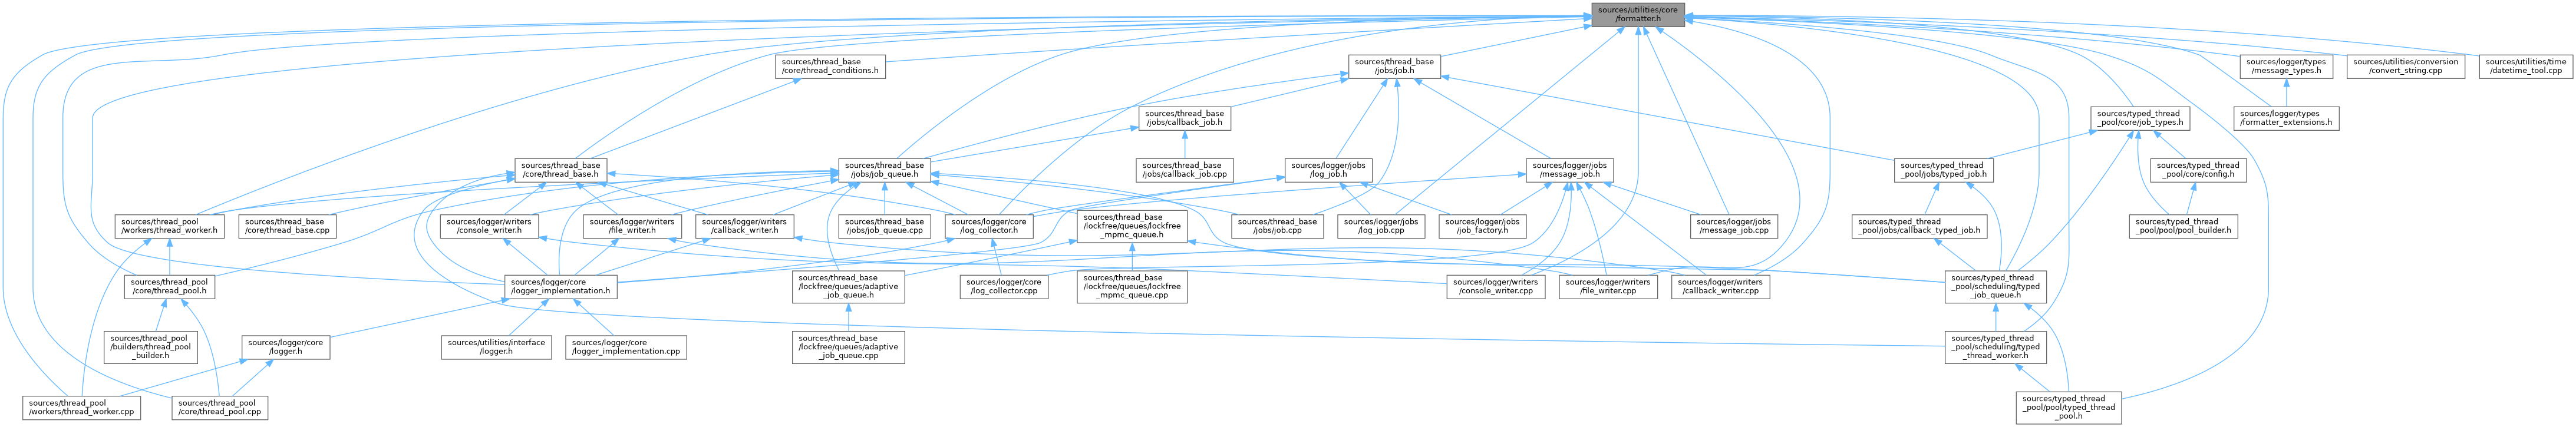 sources/utilities/core
/formatter.h
sources/thread_base
/core/thread_conditions.h
sources/thread_base
/jobs/job.h
sources/logger/types
/message_types.h
sources/utilities/conversion
/convert_string.cpp
sources/utilities/time
/datetime_tool.cpp
sources/thread_base
/jobs/callback_job.h
sources/typed_thread
_pool/core/job_types.h
sources/logger/types
/formatter_extensions.h
sources/thread_base
/core/thread_base.h
sources/thread_base
/jobs/job_queue.h
sources/thread_base
/jobs/callback_job.cpp
sources/logger/jobs
/log_job.h
sources/logger/jobs
/message_job.h
sources/typed_thread
_pool/jobs/typed_job.h
sources/typed_thread
_pool/core/config.h
sources/thread_pool
/workers/thread_worker.h
sources/thread_base
/core/thread_base.cpp
sources/logger/writers
/console_writer.h
sources/logger/writers
/file_writer.h
sources/logger/writers
/callback_writer.h
sources/thread_base
/jobs/job_queue.cpp
sources/logger/core
/log_collector.h
sources/thread_base
/lockfree/queues/lockfree
_mpmc_queue.h
sources/thread_base
/jobs/job.cpp
sources/logger/jobs
/log_job.cpp
sources/logger/jobs
/job_factory.h
sources/logger/jobs
/message_job.cpp
sources/typed_thread
_pool/jobs/callback_typed_job.h
sources/typed_thread
_pool/pool/pool_builder.h
sources/thread_pool
/core/thread_pool.h
sources/logger/core
/logger_implementation.h
sources/thread_base
/lockfree/queues/adaptive
_job_queue.h
sources/logger/core
/log_collector.cpp
sources/thread_base
/lockfree/queues/lockfree
_mpmc_queue.cpp
sources/logger/writers
/console_writer.cpp
sources/logger/writers
/file_writer.cpp
sources/logger/writers
/callback_writer.cpp
sources/typed_thread
_pool/scheduling/typed
_job_queue.h
sources/thread_pool
/builders/thread_pool
_builder.h
sources/logger/core
/logger.h
sources/utilities/interface
/logger.h
sources/logger/core
/logger_implementation.cpp
sources/thread_base
/lockfree/queues/adaptive
_job_queue.cpp
sources/typed_thread
_pool/scheduling/typed
_thread_worker.h
sources/thread_pool
/workers/thread_worker.cpp
sources/thread_pool
/core/thread_pool.cpp
sources/typed_thread
_pool/pool/typed_thread
_pool.h